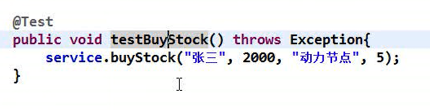 @Test
public void testBuyStock() throws Exception{
service.buyStock("张三", 2000, "动力节点", 5);
}